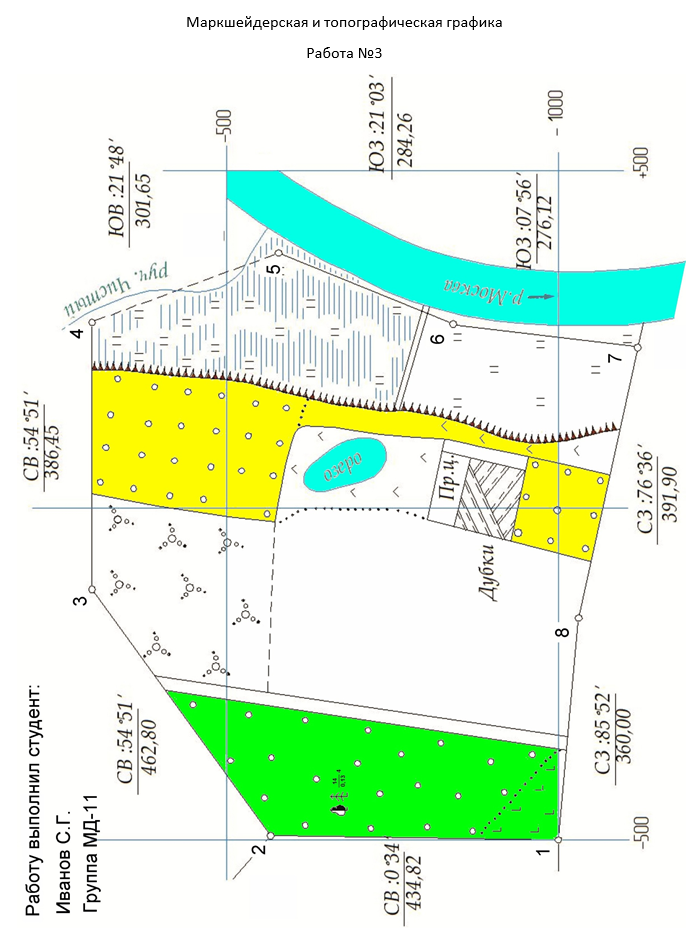 Маркшейдерская и топографическая графика
Работа №3
Работу выполнил студент:
Иванов С.Г.
Группа МД-11
СВ :54°51′
386,45
ЮВ :21°48′
301,65
ЮЗ :21°03′
284,26
ЮЗ :07°56′
276,12
СЗ :76°36′
391,90
СЗ :85°52′
360,00
СВ :0°34′
434,82
СВ :54°51′
462,80
-500
- 1000
+500
-500
1
2
3
4
5
6
7
8
руч. Чистый
р.Москва
Пр.ц.
Дубки